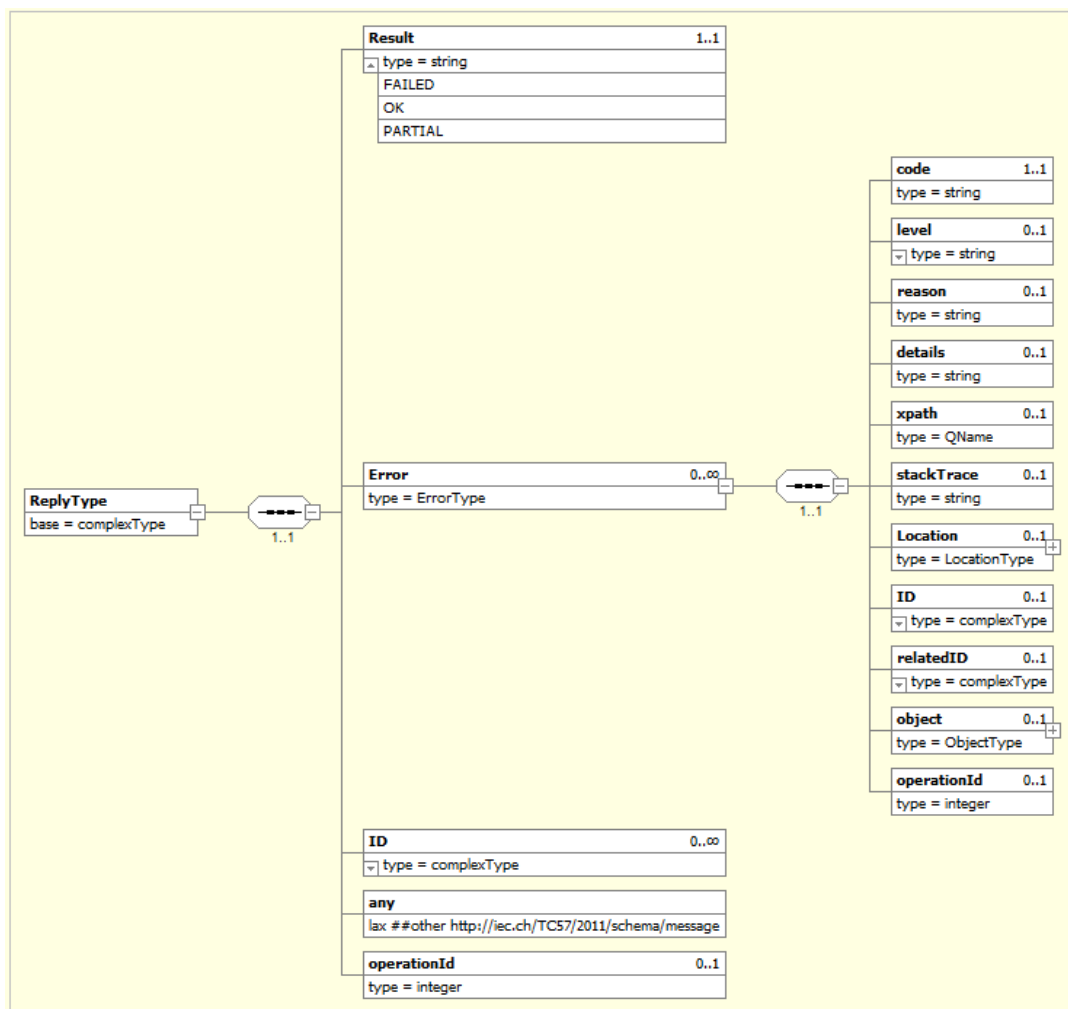 Result 1..1
type = string
FAILED
OK
PARTIAL
code 1..1
type = string
level 0..1
type = string
reason 0..1
type = string
details 0..1
type = string
xpath 0..1
type = QName
Error 0..∞
type = ErrorType
1..1
stackTrace 0..1
type = string
ReplyType
base = complexType
1..1
Location 0..1
type = LocationType
ID 0..1
type = complexType
relatedID 0..1
type = complexType
object 0..1
type = ObjectType
operationId 0..1
type = integer
ID 0..∞
type = complexType
any
lax ##other http://iec.ch/TC57/2011/schema/message
operationId 0..1
type = integer